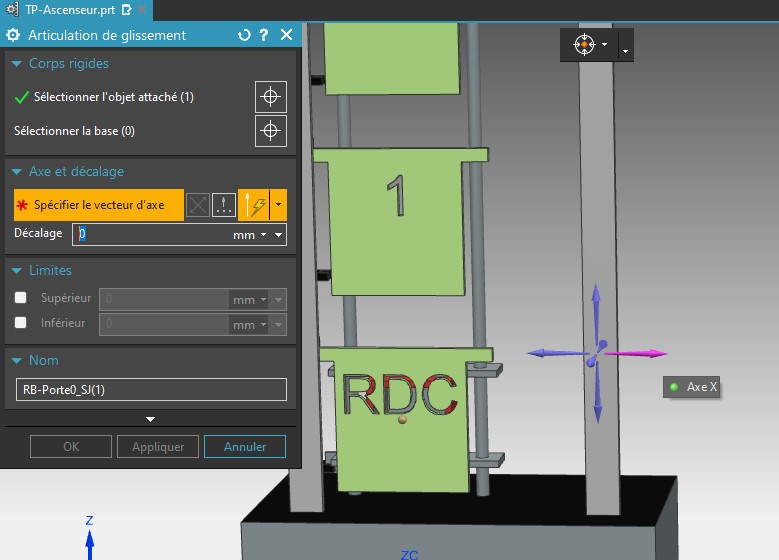 TP-Ascenseur.prt
Articulation de glissement
Corps rigides
Sélectionner l'objet attaché (1)
Sélectionner la base (0)
Axe et décalage
Spécifier le vecteur d'axe
Décalage 0 mm
Limites
Supérieur 0 mm
Inférieur 0 mm
Nom
RB-Porte0_SJ(1)
OK Appliquer Annuler
1
RDC
Axe X
Z
ZC